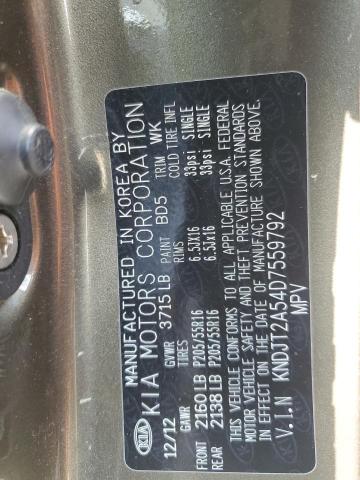 MANUFACTURED IN KOREA BY
KIA KIA MOTORS CORPORATION
12/12 BD5 WK
GVWR 3715 LB TRIM
GAWR TIRES RIMS COLD TIRE INFL
FRONT 2160 LB P205/55R16 6.5JX16 33psi SINGLE
REAR 2138 LB P205/55R16 6.5JX16 33psi SINGLE
THIS VEHICLE CONFORMS TO ALL APPLICABLE U.S.A. FEDERAL
MOTOR VEHICLE SAFETY AND THEFT PREVENTION STANDARDS
IN EFFECT ON THE DATE OF MANUFACTURE SHOWN ABOVE.
V.I.N KNDJT2A54D7559792
MPV